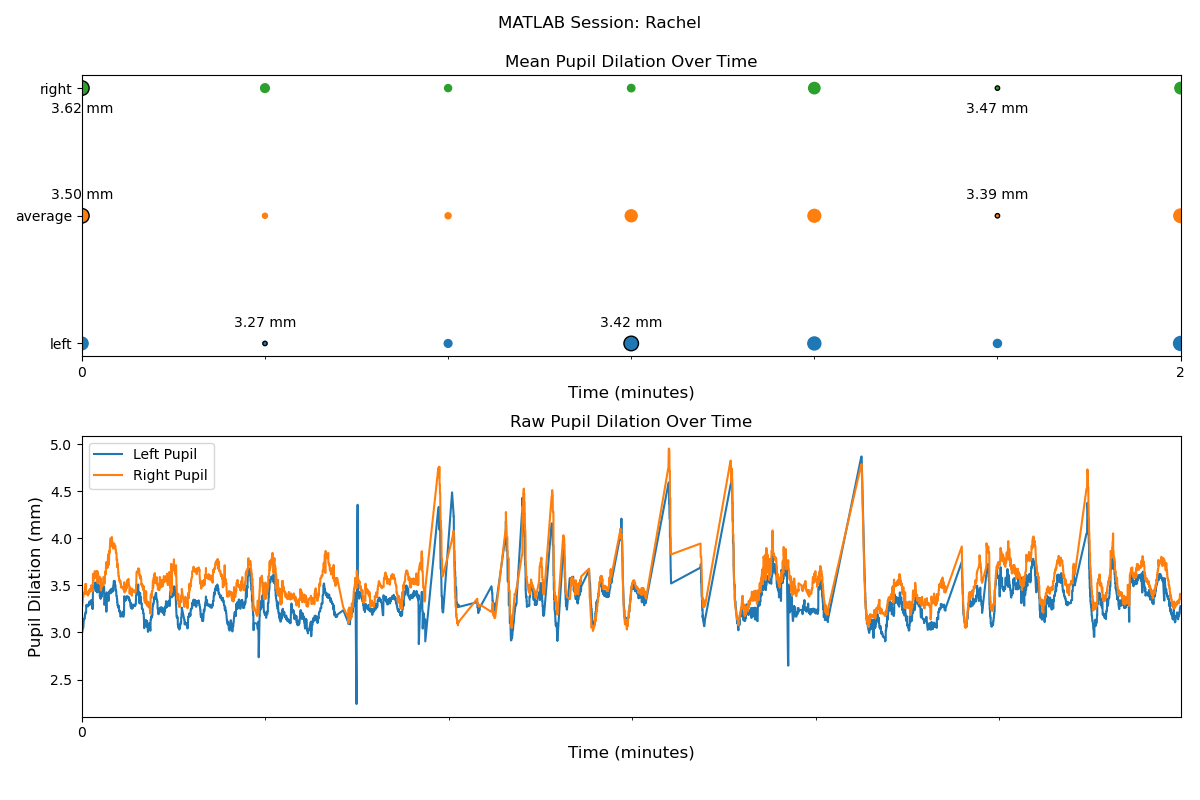 MATLAB Session: Rachel
Mean Pupil Dilation Over Time
right
3.62 mm
3.47 mm
3.50 mm
3.39 mm
average
3.27 mm
3.42 mm
left
0
2
Time (minutes)
Raw Pupil Dilation Over Time
5.0
4.5
4.0
3.5
3.0
2.5
Pupil Dilation (mm)
Left Pupil
Right Pupil
0
Time (minutes)